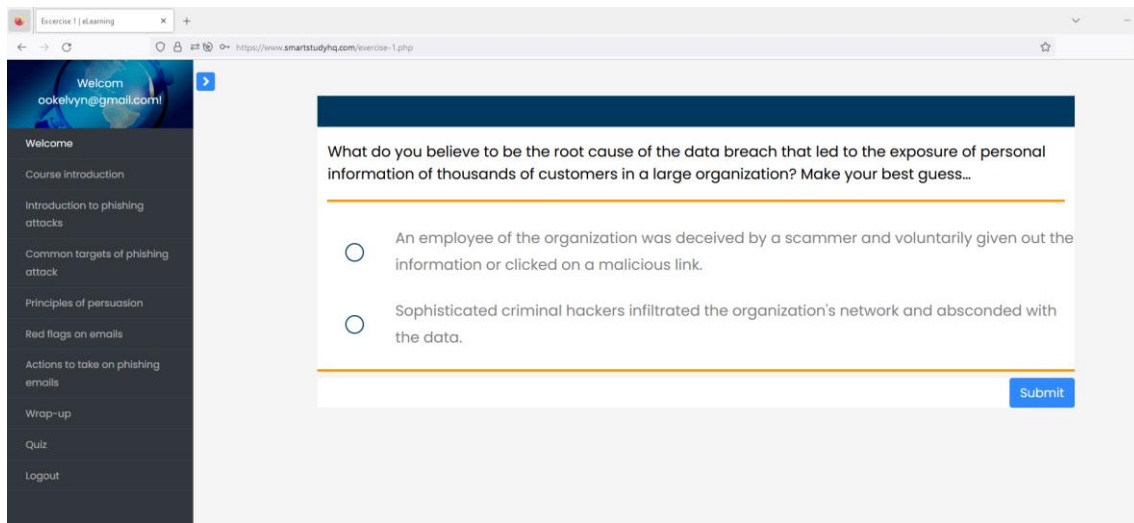 Excercise 1 | eLearning
https://www.smartstudyhq.com/exercise-1.php
Welcom
ookelvyn@gmail.com!
Welcome
Course introduction
Introduction to phishing
attacks
Common targets of phishing
attack
Principles of persuasion
Red flags on emails
Actions to take on phishing
emails
Wrap-up
Quiz
Logout
What do you believe to be the root cause of the data breach that led to the exposure of personal
information of thousands of customers in a large organization? Make your best guess...
An employee of the organization was deceived by a scammer and voluntarily given out the
information or clicked on a malicious link.
Sophisticated criminal hackers infiltrated the organization's network and absconded with
the data.
Submit